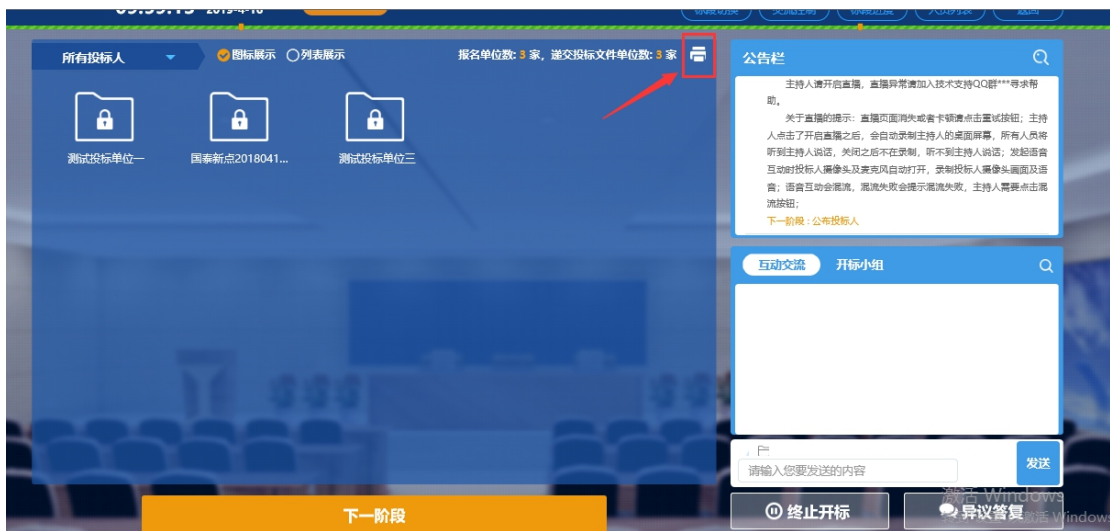 2019-4-16
所有投标人
图标展示 列表展示
报名单位数: 3 家，递交投标文件单位数: 3 家
测试投标单位一
国泰新点2018041...
测试投标单位三
公告栏
主持人请开启直播，直播异常请加入技术支持QQ群***寻求帮
助。
关于直播的提示：直播页面消失或者卡顿请点击重试按钮；主持
人点击了开启直播之后，会自动录制主持人的桌面屏幕，所有人员将
听到主持人说话，关闭之后不在录制，听不到主持人说话；发起语音
互动时投标人摄像头及麦克风自动打开，录制投标人摄像头画面及语
音；语音互动会混流，混流失败会提示混流失败，主持人需要点击混
流按钮；
下一阶段 : 公布投标人
互动交流 开标小组
请输入您要发送的内容
发送
下一阶段
终止开标
异议答复
激活 Windows